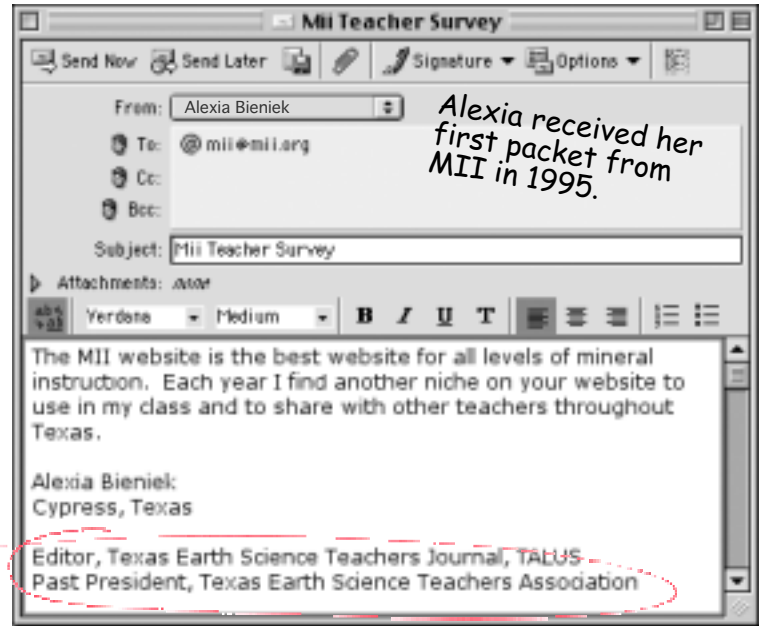 Mii Teacher Survey
Send Now Send Later Signature Options
From: Alexia Bieniek
To: @mii@mii.org
Cc:
Bcc:
Alexia received her
first packet from
MII in 1995.
Subject: Mii Teacher Survey
Attachments: none
Verdana Medium B I U T
The MII website is the best website for all levels of mineral
instruction. Each year I find another niche on your website to
use in my class and to share with other teachers throughout
Texas.
Alexia Bieniek
Cypress, Texas
Editor, Texas Earth Science Teachers Journal, TALUS
Past President, Texas Earth Science Teachers Association